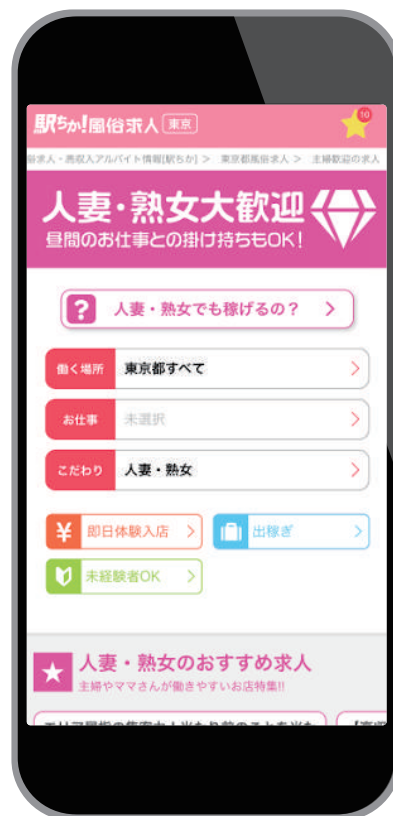 駅ちか!風俗求人 東京
10
俗求人・高収入アルバイト情報[駅ちか] > 東京都風俗求人 > 主婦歓迎の求人
人妻・熟女大歓迎
昼間のお仕事との掛け持ちもOK!
? 人妻・熟女でも稼げるの? >
働く場所 東京都すべて >
お仕事 未選択 >
こだわり 人妻・熟女 >
¥ 即日体験入店 > 出稼ぎ >
未経験者OK >
人妻・熟女のおすすめ求人
主婦やママさんが働きやすいお店特集!!